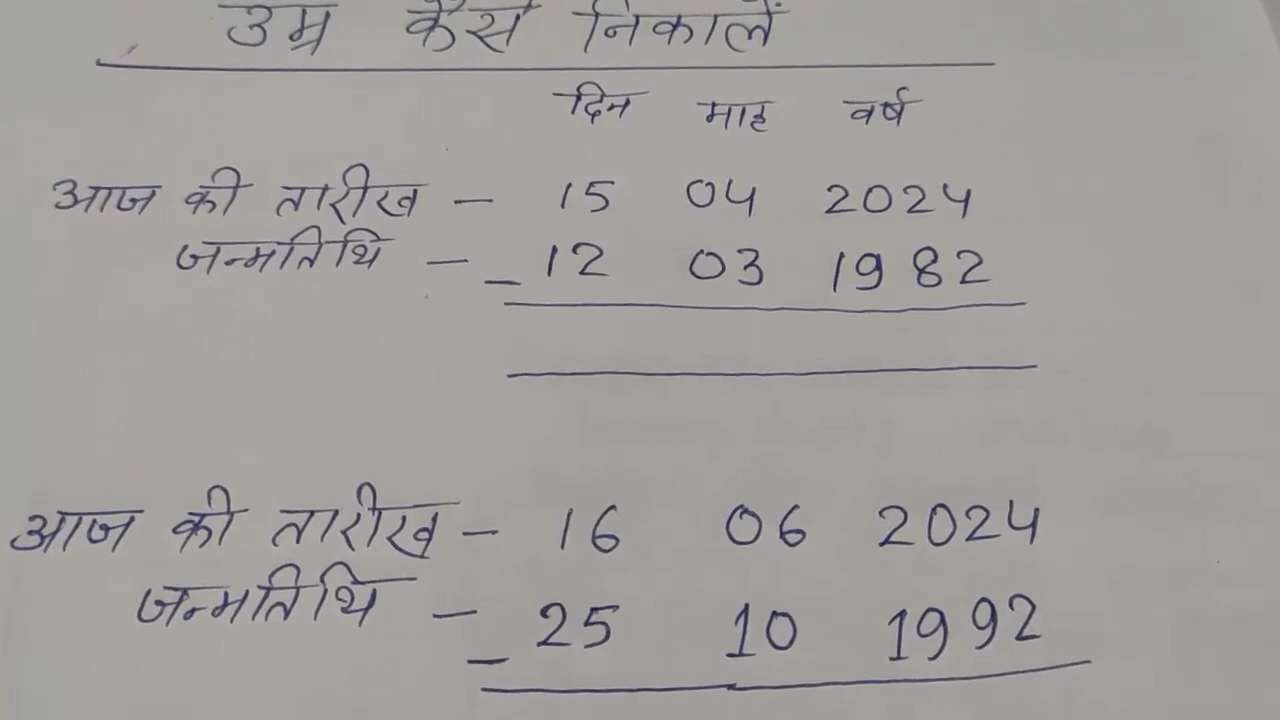 उम्र कैसे निकालें
दिन माह वर्ष
आज की तारीख - 15 04 2024
जन्मतिथि - - 12 03 1982
आज की तारीख - 16 06 2024
जन्मतिथि - - 25 10 1992